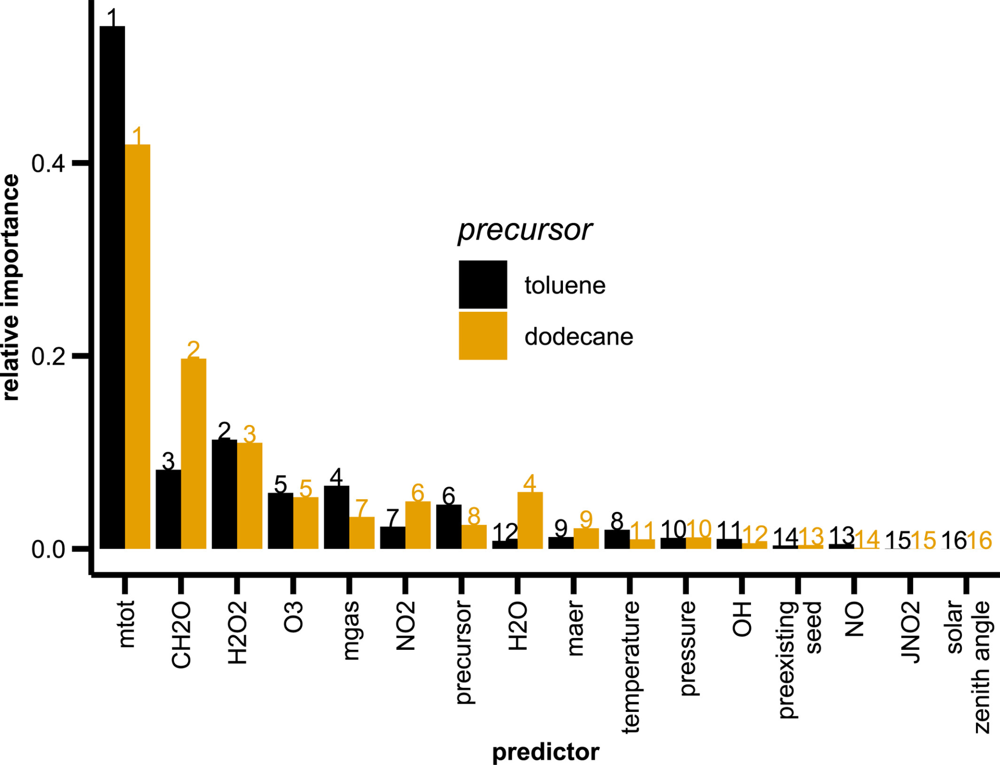 relative importance
0.4
0.2
0.0
1
1
3
2
2
3
5
5
4
7
7
6
6
8
12
4
9
9
8
11
10
10
11
12
14
13
13
14
15
15
16
16
precursor
toluene
dodecane
mtot
CH2O
H2O2
O3
mgas
NO2
precursor
H2O
maer
temperature
pressure
OH
preexisting
seed
NO
JNO2
solar
zenith angle
predictor